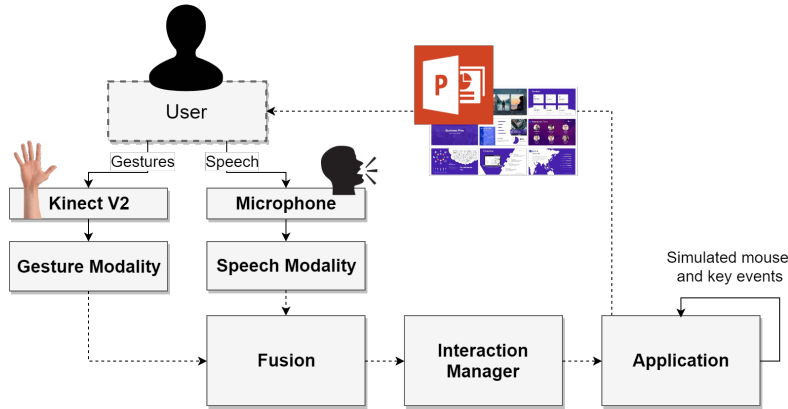 User
P
Gestures
Speech
Kinect V2
Microphone
Gesture Modality
Speech Modality
Simulated mouse
and key events
Fusion
Interaction
Manager
Application